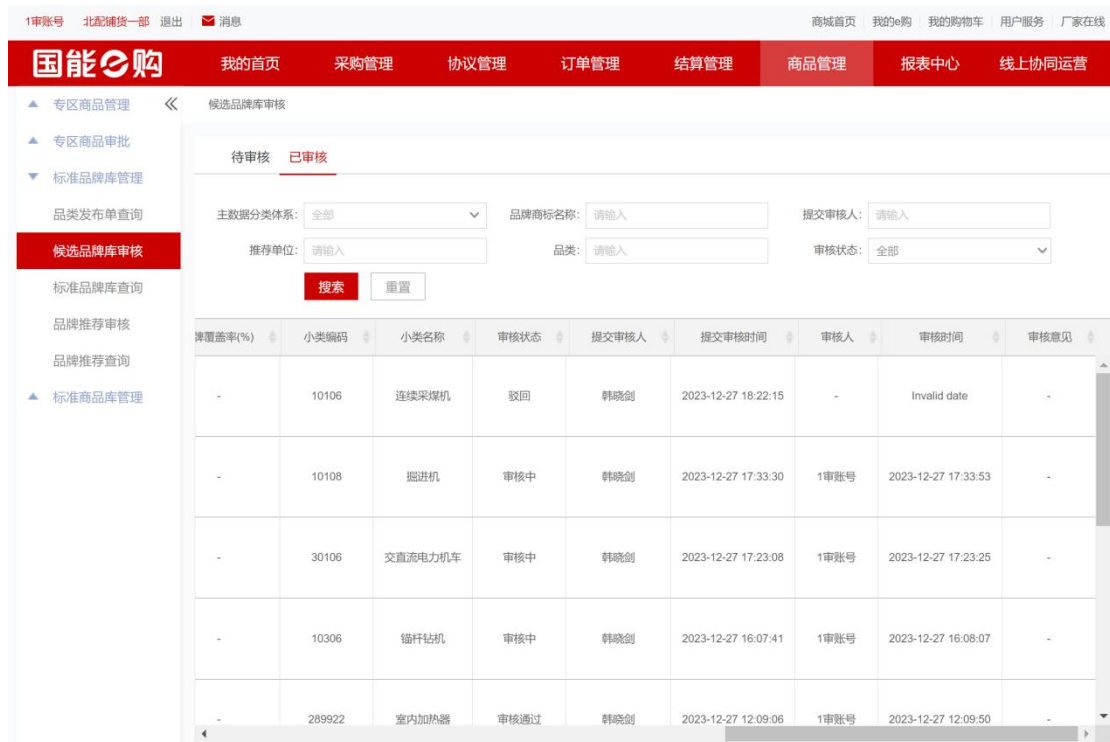 1审账号 北配铺货一部 退出 消息 商城首页 我的e购 我的购物车 用户服务 厂家在线
国能e购 我的首页 采购管理 协议管理 订单管理 结算管理 商品管理 报表中心 线上协同运营
专区商品管理
专区商品审批
标准品牌库管理
品类发布单查询
候选品牌库审核
标准品牌库查询
品牌推荐审核
品牌推荐查询
标准商品库管理
候选品牌库审核
待审核 已审核
主数据分类体系: 全部 品牌商标名称: 请输入 提交审核人: 请输入
推荐单位: 请输入 品类: 请输入 审核状态: 全部
搜索 重置
牌覆盖率(%) 小类编码 小类名称 审核状态 提交审核人 提交审核时间 审核人 审核时间 审核意见
- 10106 连续采煤机 驳回 韩晓剑 2023-12-27 18:22:15 - Invalid date -
- 10108 掘进机 审核中 韩晓剑 2023-12-27 17:33:30 1审账号 2023-12-27 17:33:53 -
- 30106 交直流电力机车 审核中 韩晓剑 2023-12-27 17:23:08 1审账号 2023-12-27 17:23:25 -
- 10306 锚杆钻机 审核中 韩晓剑 2023-12-27 16:07:41 1审账号 2023-12-27 16:08:07 -
- 289922 室内加热器 审核通过 韩晓剑 2023-12-27 12:09:06 1审账号 2023-12-27 12:09:50 -